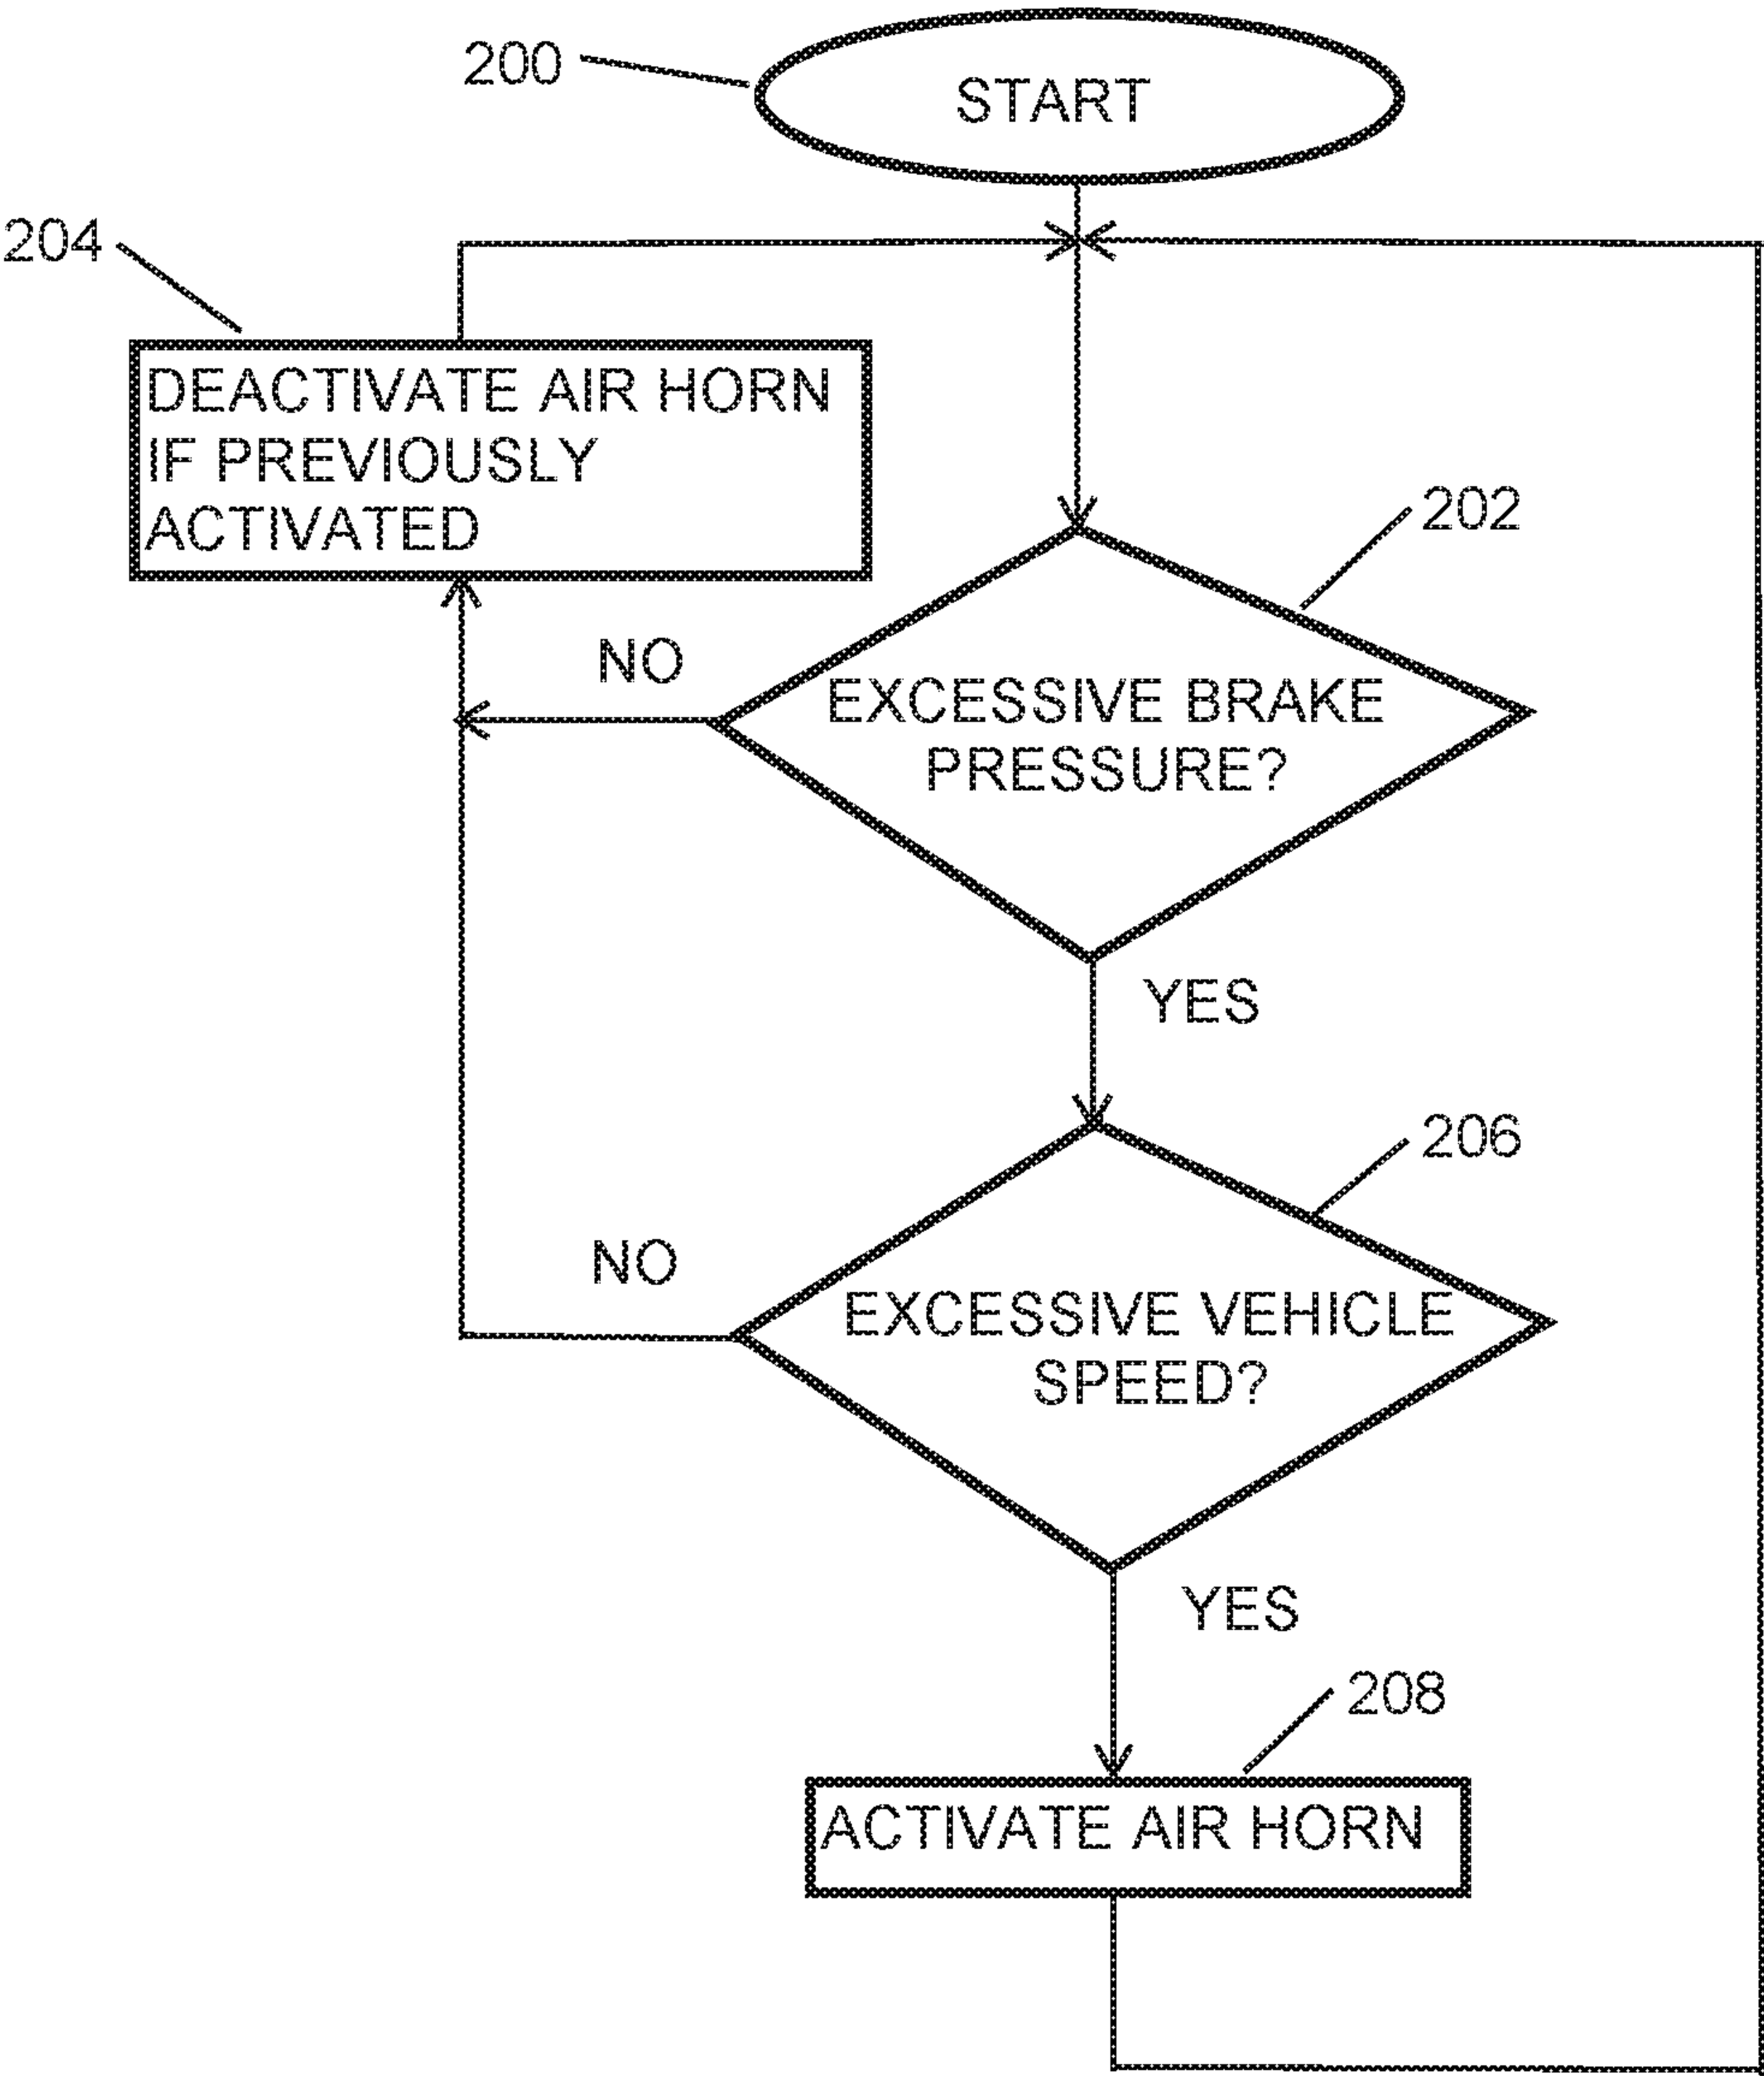 200
START
204
DEACTIVATE AIR HORN
IF PREVIOUSLY
ACTIVATED
202
NO
EXCESSIVE BRAKE
PRESSURE?
YES
206
NO
EXCESSIVE VEHICLE
SPEED?
YES
208
ACTIVATE AIR HORN